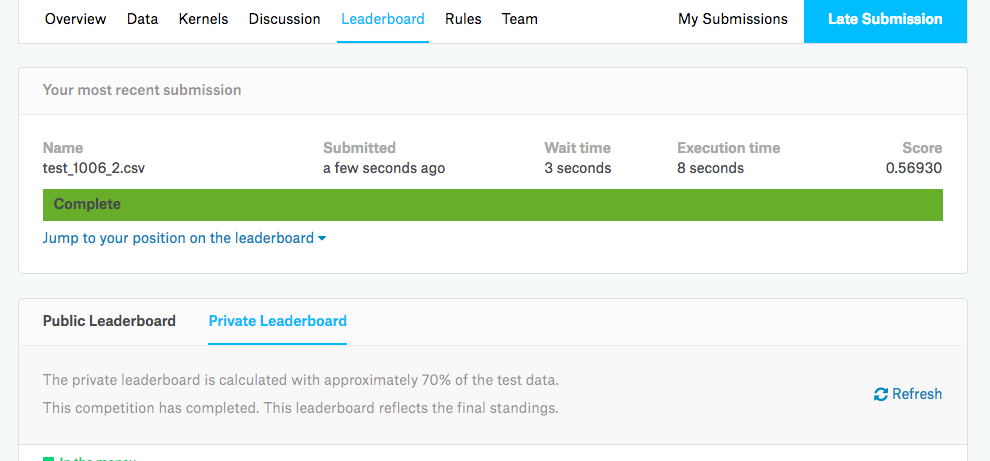 Overview Data Kernels Discussion Leaderboard Rules Team My Submissions Late Submission
Your most recent submission
Name Submitted Wait time Execution time Score
test_1006_2.csv a few seconds ago 3 seconds 8 seconds 0.56930
Complete
Jump to your position on the leaderboard
Public Leaderboard Private Leaderboard
The private leaderboard is calculated with approximately 70% of the test data.
This competition has completed. This leaderboard reflects the final standings.
Refresh
In the money